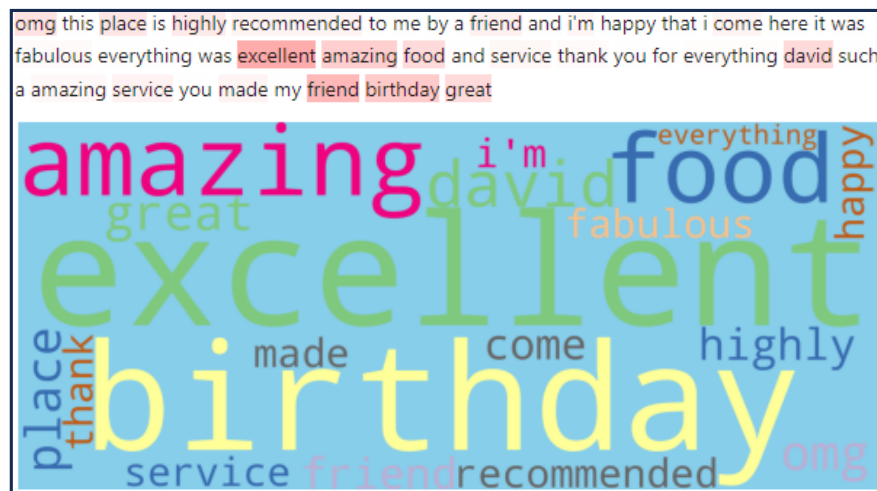 omg this place is highly recommended to me by a friend and i'm happy that i come here it was
fabulous everything was excellent amazing food and service thank you for everything david such
a amazing service you made my friend birthday great
amazing
i'm
everything
david
food
happy
great
fabulous
excellent
place
thank
made
come
highly
birthday
service
friend
recommended
omg